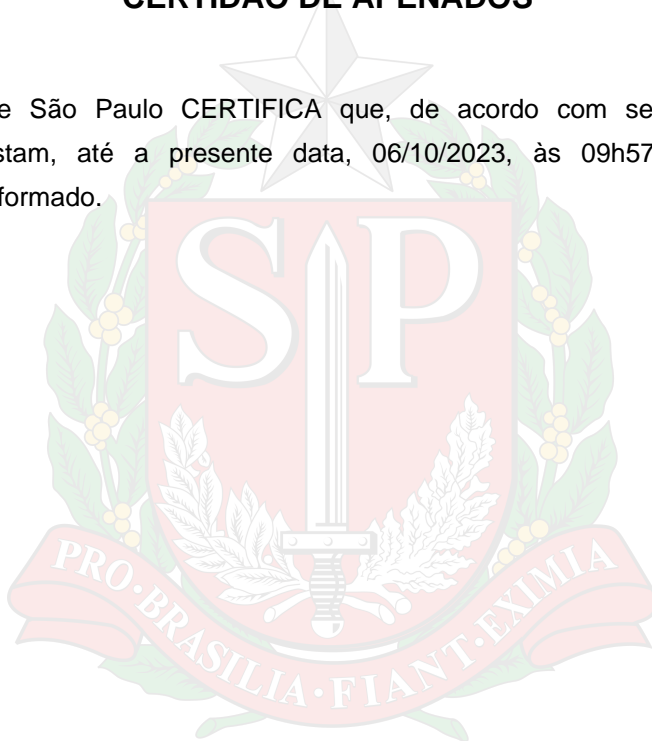 CERTIDÃO DE APENADOS
e São Paulo CERTIFICA que, de acordo com se
stam, até a presente data, 06/10/2023, às 09h57
formado.
SP
PRO·BRASILIA·FIANT·EXIMIA